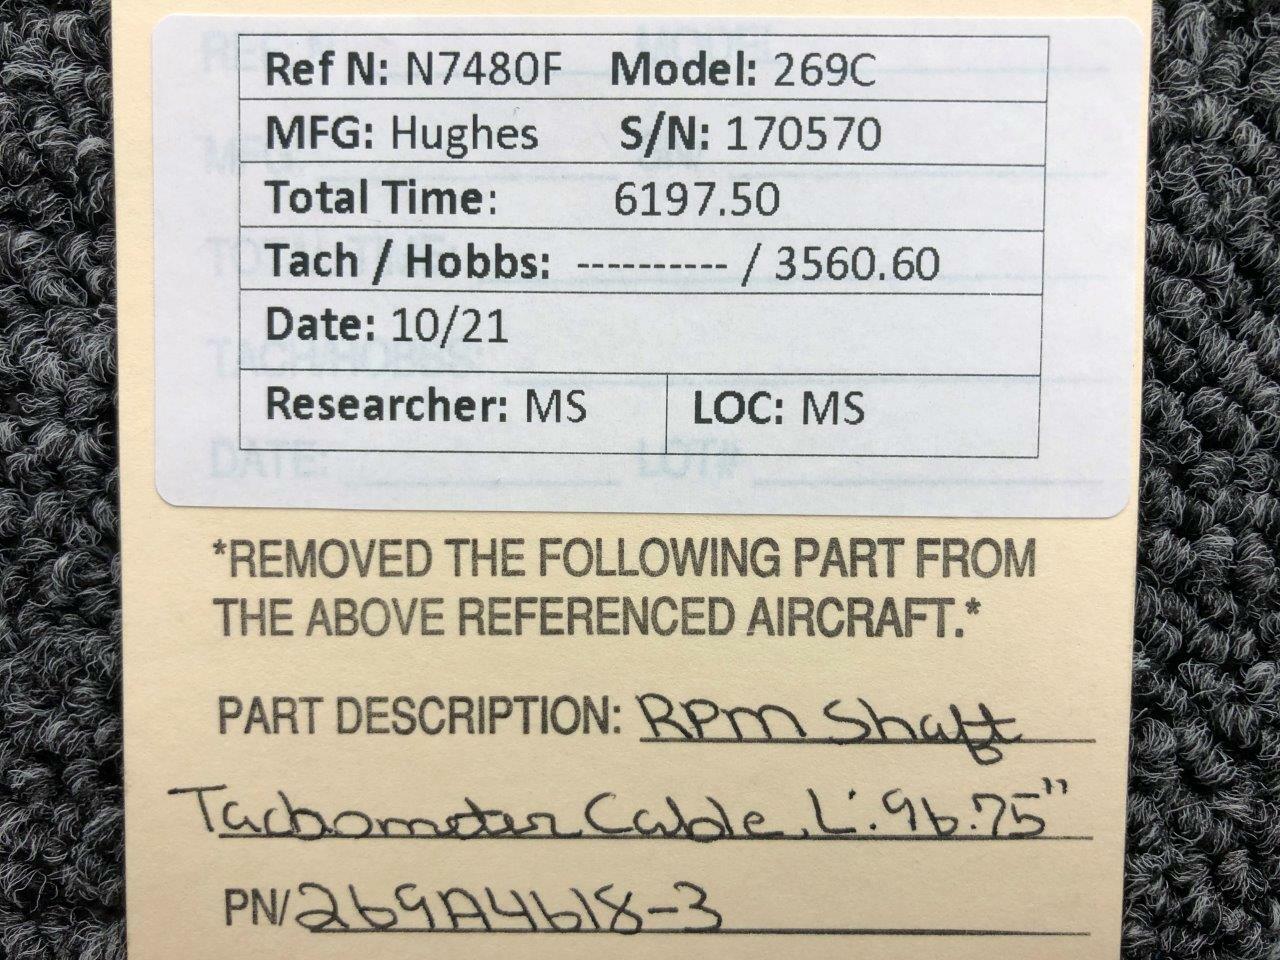 Ref N: N7480F Model: 269C
MFG: Hughes S/N: 170570
Total Time: 6197.50
Tach / Hobbs: ---------- / 3560.60
Date: 10/21
Researcher: MS LOC: MS
DATE: LOT#
*REMOVED THE FOLLOWING PART FROM
THE ABOVE REFERENCED AIRCRAFT.*
PART DESCRIPTION: RPM Shaft
Tachometer Cable, L: 96.75"
PN/ 269A4618-3